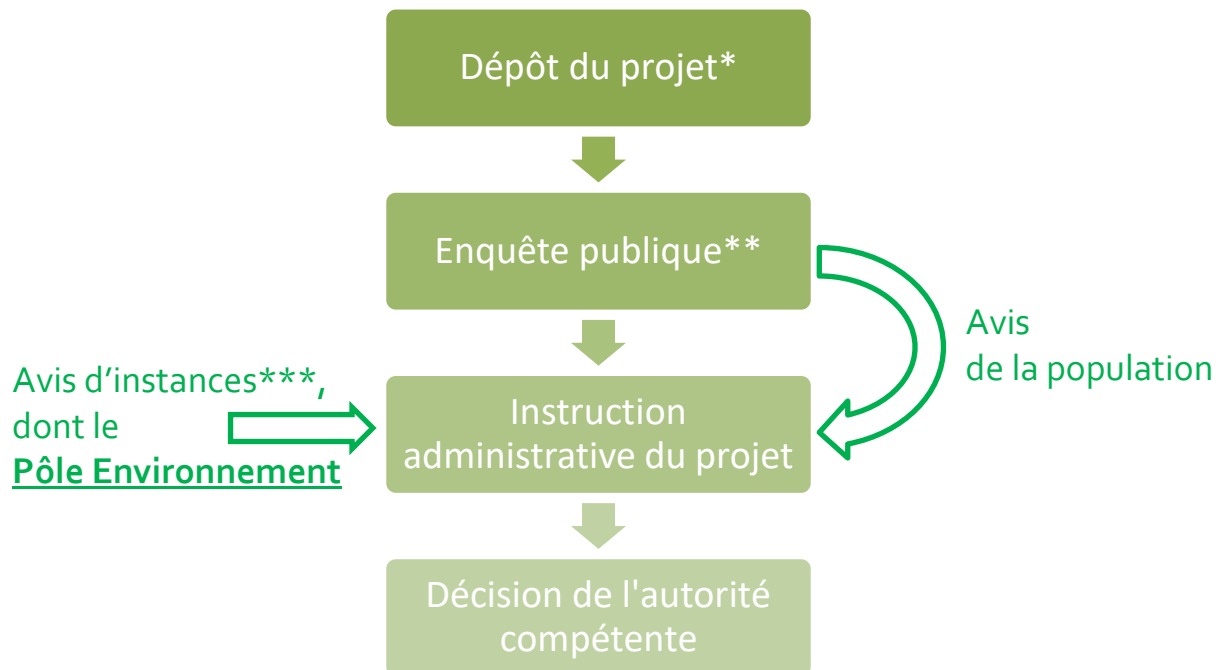 Dépôt du projet*
Enquête publique**
Avis
de la population
Avis d’instances***,
dont le
Pôle Environnement
Instruction
administrative du projet
Décision de l'autorité
compétente